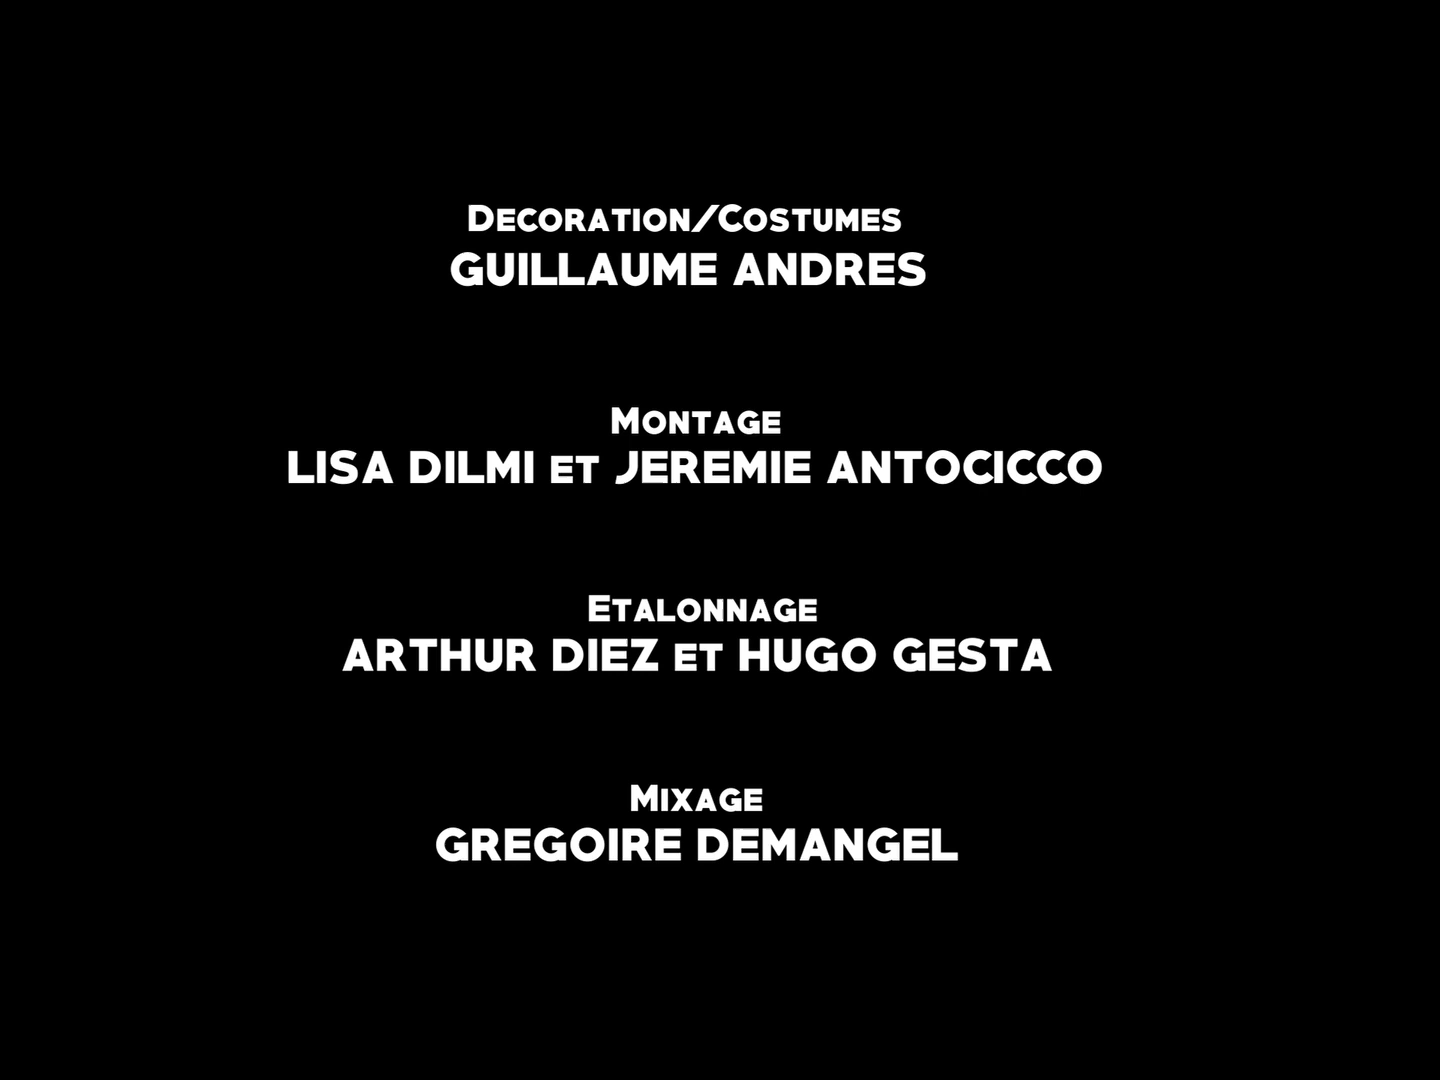 Decoration/Costumes
GUILLAUME ANDRES
Montage
LISA DILMI et JEREMIE ANTOCICCO
Etalonnage
ARTHUR DIEZ et HUGO GESTA
Mixage
GREGOIRE DEMANGEL